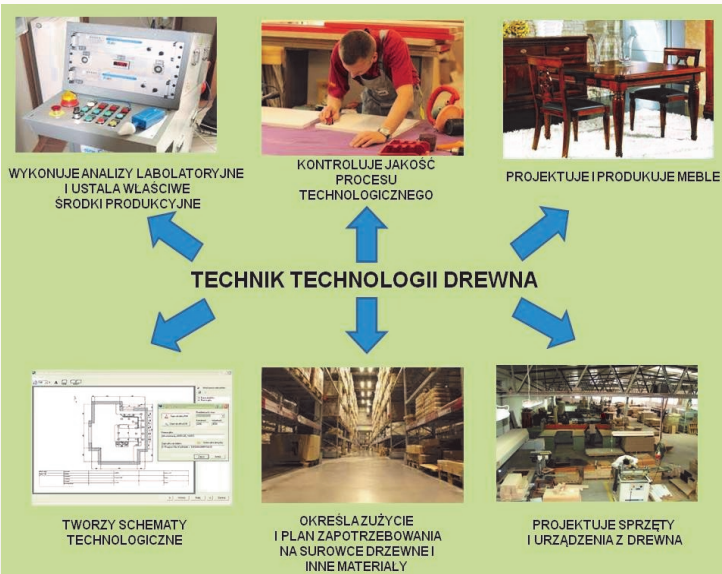 WYKONUJE ANALIZY LABOLATORYJNE
I USTALA WŁAŚCIWE
ŚRODKI PRODUKCYJNE
KONTROLUJE JAKOŚĆ
PROCESU
TECHNOLOGICZNEGO
PROJEKTUJE I PRODUKUJE MEBLE
TECHNIK TECHNOLOGII DREWNA
TWORZY SCHEMATY
TECHNOLOGICZNE
OKREŚLA ZUŻYCIE
I PLAN ZAPOTRZEBOWANIA
NA SUROWCE DRZEWNE I
INNE MATERIALY
PROJEKTUJE SPRZĘTY
I URZĄDZENIA Z DREWNA